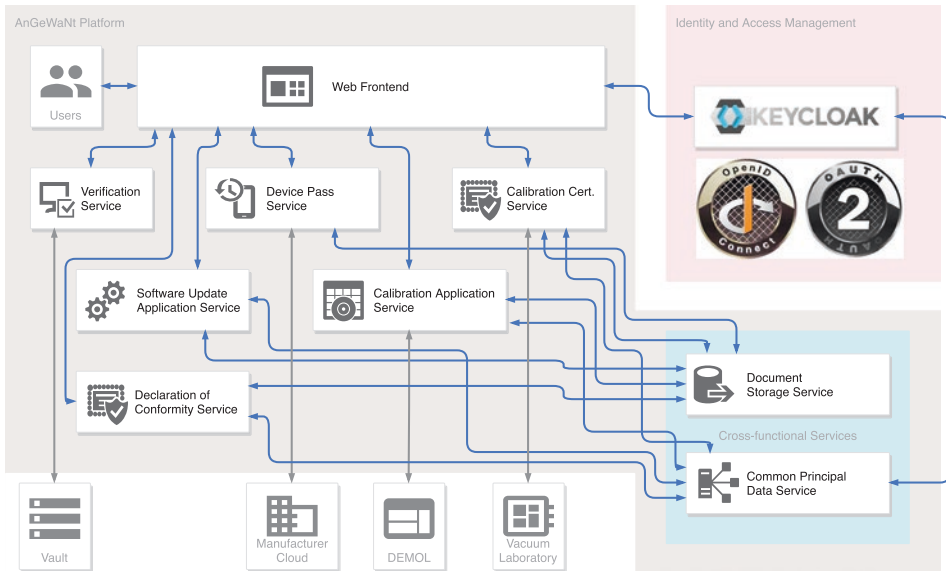 AnGeWaNt Platform
Identity and Access Management
Users
Web Frontend
KEYCLOAK
OpenID
Connect
OAUTH
2
OAUTH
Verification
Service
Device Pass
Service
Calibration Cert.
Service
Software Update
Application Service
Calibration Application
Service
Declaration of
Conformity Service
Document
Storage Service
Cross-functional Services
Common Principal
Data Service
Vault
Manufacturer
Cloud
DEMOL
Vacuum
Laboratory